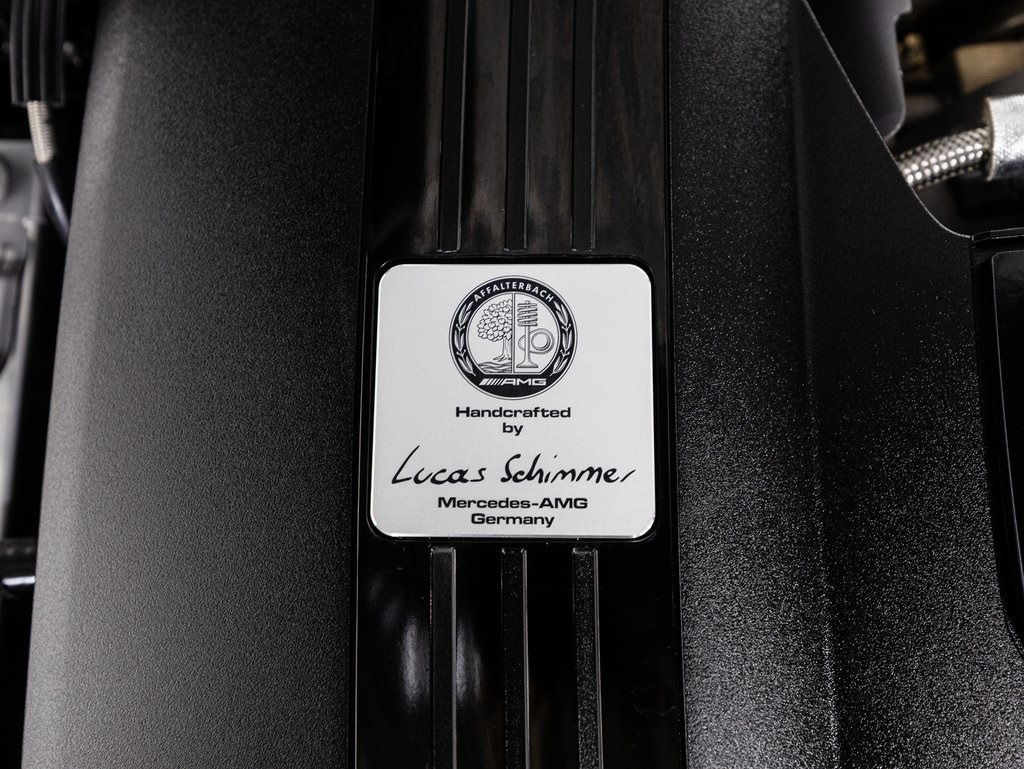 AFFALTERBACH
AMG
Handcrafted
by
Lucas Schimmer
Mercedes-AMG
Germany